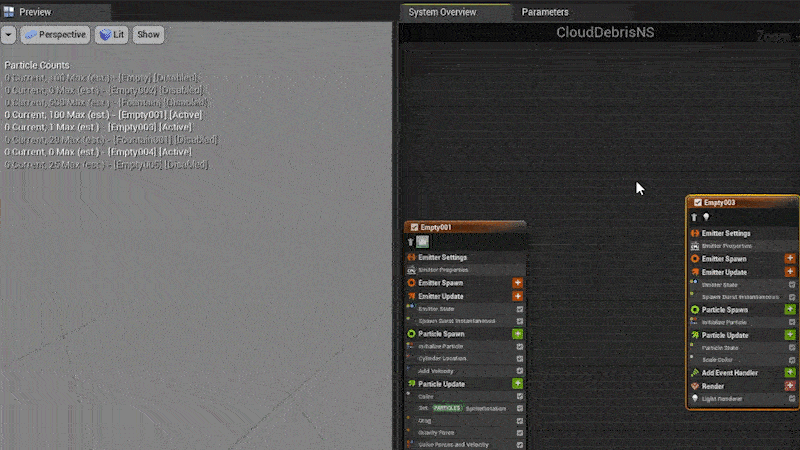 Preview
Perspective
Lit
Show
Particle Counts
0 Current, 100 Max (est.) - [Empty] [Disabled]
0 Current, 0 Max (est.) - [Empty002] [Disabled]
0 Current, 500 Max (est.) - [Fountain] [Disabled]
0 Current, 100 Max (est.) - [Empty001] [Active]
0 Current, 1 Max (est.) - [Empty003] [Active]
0 Current, 20 Max (est.) - [Fountain001] [Disabled]
0 Current, 0 Max (est.) - [Empty004] [Active]
0 Current, 25 Max (est.) - [Empty005] [Disabled]
System Overview
Parameters
CloudDebrisNS
Zoom
Empty001
Emitter Settings
Emitter Properties
Emitter Spawn
Emitter Update
Emitter State
Spawn Burst Instantaneous
Particle Spawn
Initialize Particle
Cylinder Location
Add Velocity
Particle Update
Color
Set PARTICLES SpriteRotation
Drag
Gravity Force
Solve Forces and Velocity
Empty003
Emitter Settings
Emitter Properties
Emitter Spawn
Emitter Update
Emitter State
Spawn Burst Instantaneous
Particle Spawn
Initialize Particle
Particle Update
Particle State
Scale Color
Add Event Handler
Render
Light Renderer